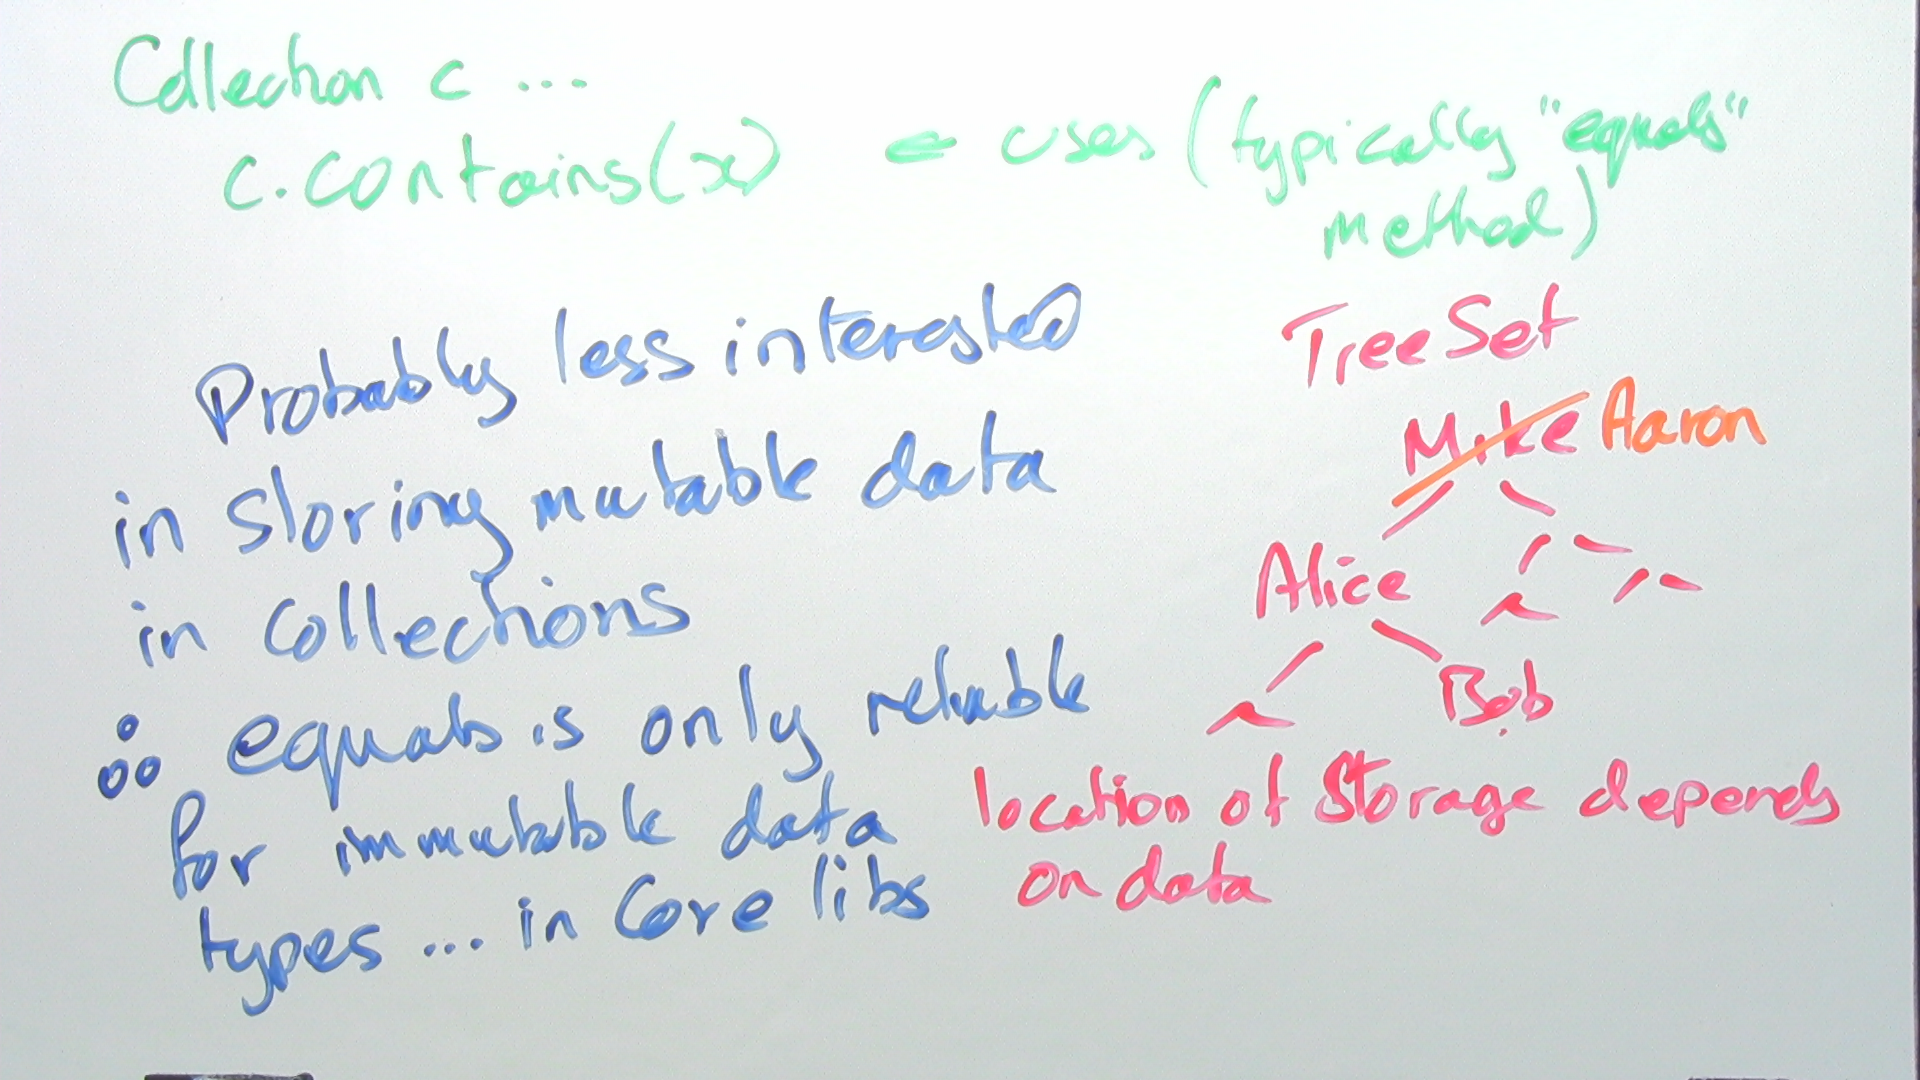 Collection c ...
c.contains(x) ⇐ uses (typically "equals"
method)
Probably less interested
in storing mutable data
in collections
∴ equals is only reliable
for immutable data
types ... in Core libs
TreeSet
Mike Aaron
Alice
Bob
location of Storage depends
on data